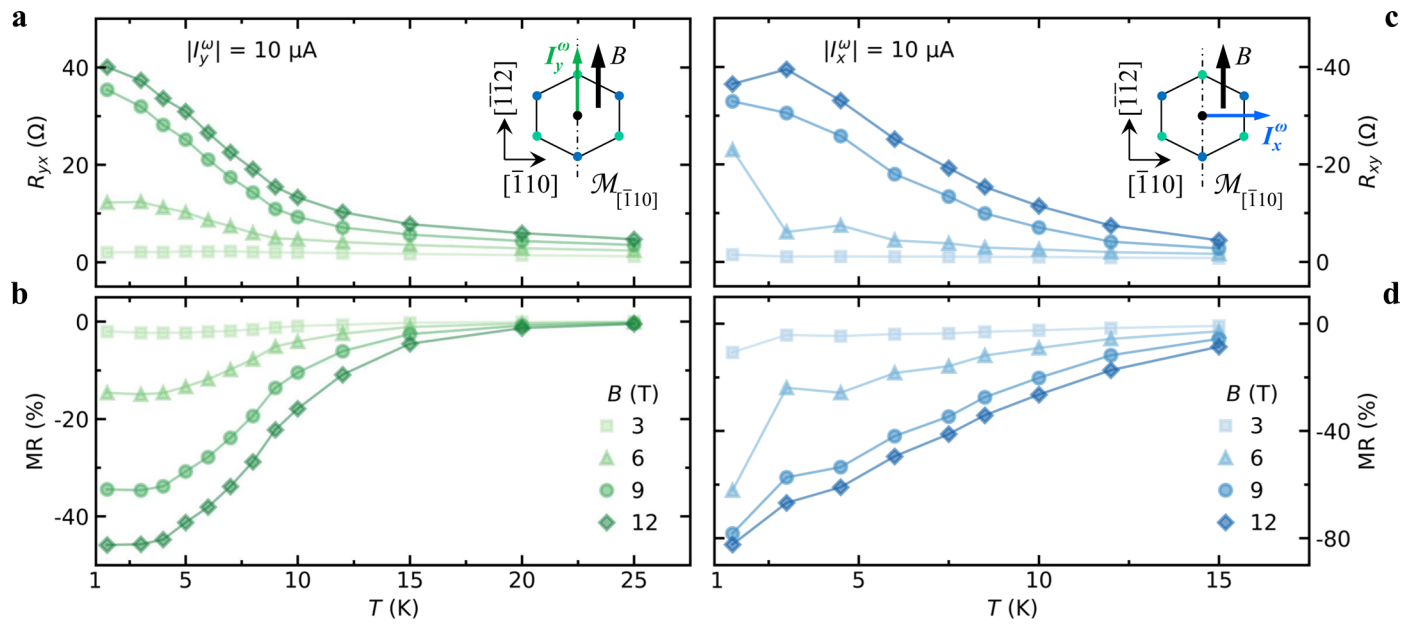 a
|I_y^ω| = 10 μA
I_y^ω
B
[1̄1̄12]
[1̄10]
ℳ_[1̄10]
R_yx (Ω)
40
20
0
c
|I_x^ω| = 10 μA
B
I_x^ω
[1̄1̄12]
[1̄10]
ℳ_[1̄10]
-40
-20
0
R_xy (Ω)
b
MR (%)
0
-20
-40
B (T)
3
6
9
12
1 5 10 15 20 25
T (K)
d
0
-40
-80
MR (%)
B (T)
3
6
9
12
1 5 10 15
T (K)